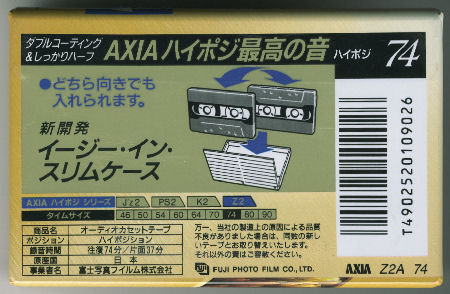 ダブルコーティング
&しっかりハーフ
AXIAハイポジ最高の音
ハイポジ
74
●どちら向きでも
入れられます。
新開発
イージー・イン・
スリムケース
T4902520109026
AXIA ハイポジ シリーズ J'z2 PS2 K2 Z2
タイムサイズ 46 50 54 60 64 70 74 80 90
商品名 オーディオカセットテープ
ポジション ハイポジション
録音時間 往復74分/片面37分
原産国 日本
事業者名 富士写真フイルム株式会社
万一、当社の製造上の原因による品質
不良がありました場合は、同数の新し
いテープとお取り替えいたします。
それ以外の責はご容赦ください。
FUJI PHOTO FILM CO., LTD.
AXIA Z2A 74